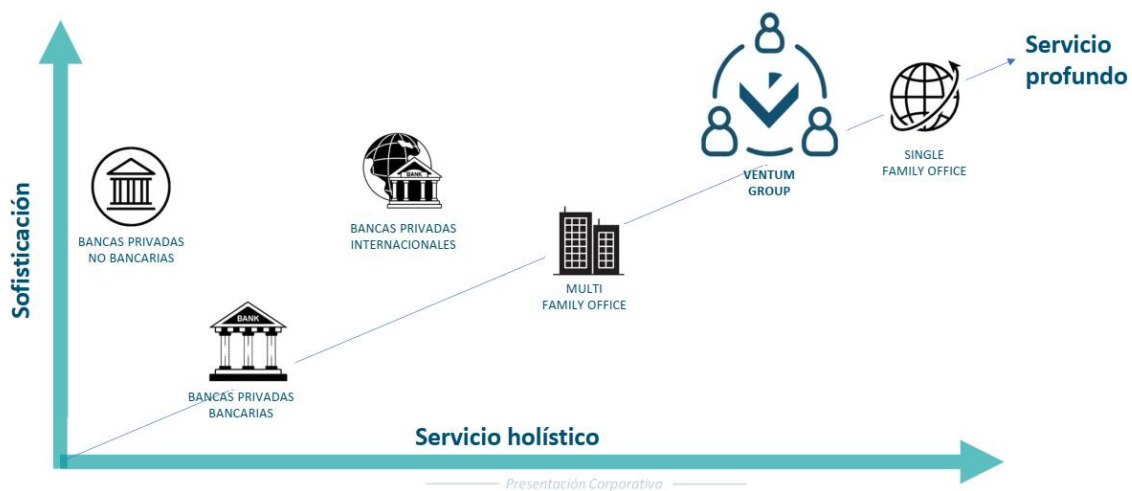 Servicio
profundo
SINGLE
FAMILY OFFICE
VENTUM
GROUP
Sofisticación
BANCAS PRIVADAS
NO BANCARIAS
BANK
BANCAS PRIVADAS
INTERNACIONALES
MULTI
FAMILY OFFICE
BANK
BANCAS PRIVADAS
BANCARIAS
Servicio holístico
Presentación Corporativa